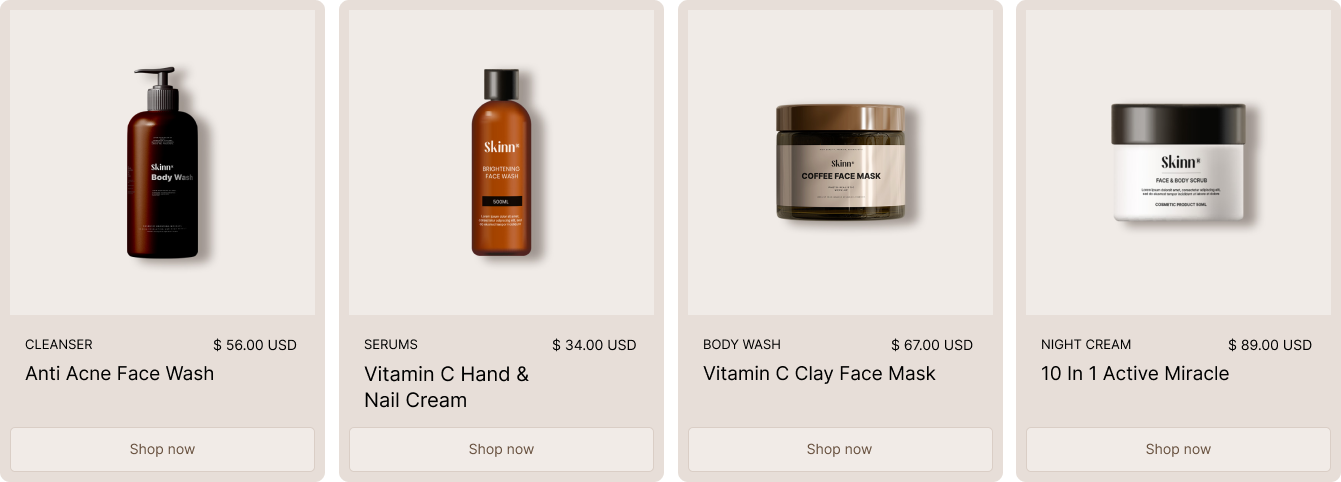 Skinn®
Body Wash
CLEANSER
$ 56.00 USD
Anti Acne Face Wash
Shop now
Skinn®
BRIGHTENING
FACE WASH
500ML
SERUMS
$ 34.00 USD
Vitamin C Hand &
Nail Cream
Shop now
Skinn®
COFFEE FACE MASK
BODY WASH
$ 67.00 USD
Vitamin C Clay Face Mask
Shop now
Skinn®
FACE & BODY SCRUB
COSMETIC PRODUCT 50ML
NIGHT CREAM
$ 89.00 USD
10 In 1 Active Miracle
Shop now